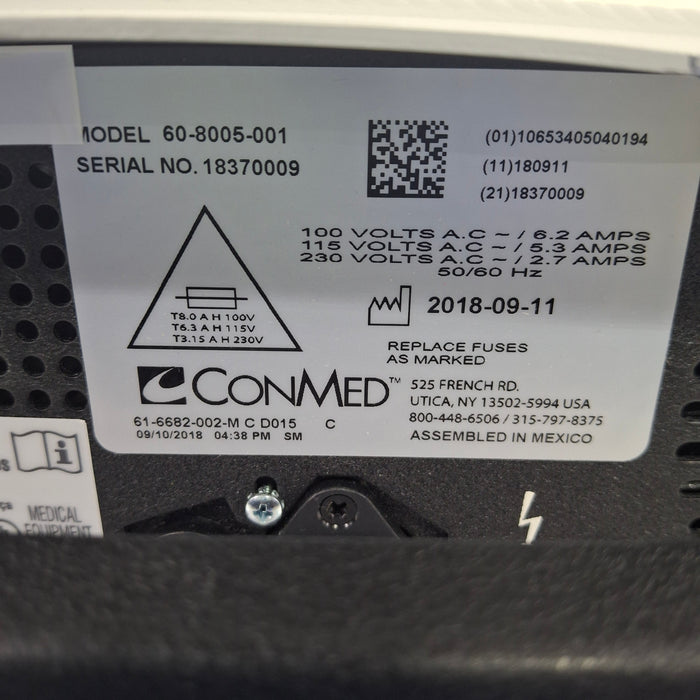 MODEL 60-8005-001
SERIAL NO. 18370009
(01)10653405040194
(11)180911
(21)18370009
100 VOLTS A.C ~ / 6.2 AMPS
115 VOLTS A.C ~ / 5.3 AMPS
230 VOLTS A.C ~ / 2.7 AMPS
50/60 Hz
T8.0 A H 100V
T6.3 A H 115V
T3.15 A H 230V
2018-09-11
REPLACE FUSES
AS MARKED
CONMED™
525 FRENCH RD.
UTICA, NY 13502-5994 USA
800-448-6506 / 315-797-8375
ASSEMBLED IN MEXICO
61-6682-002-M C D015 C
09/10/2018 04:38 PM SM
MEDICAL
EQUIPMENT